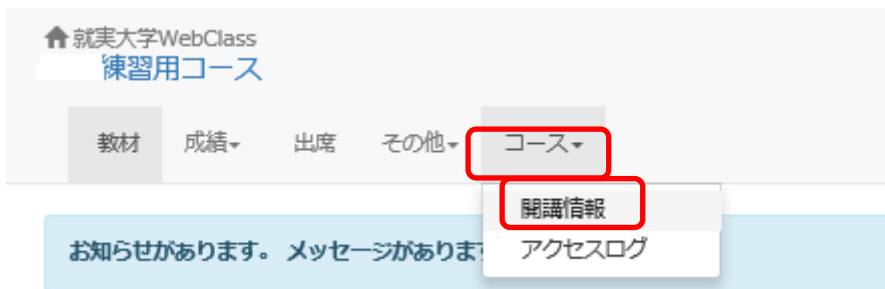 就実大学WebClass
練習用コース
教材 成績 出席 その他 コース
開講情報
お知らせがあります。 メッセージがありま
アクセスログ